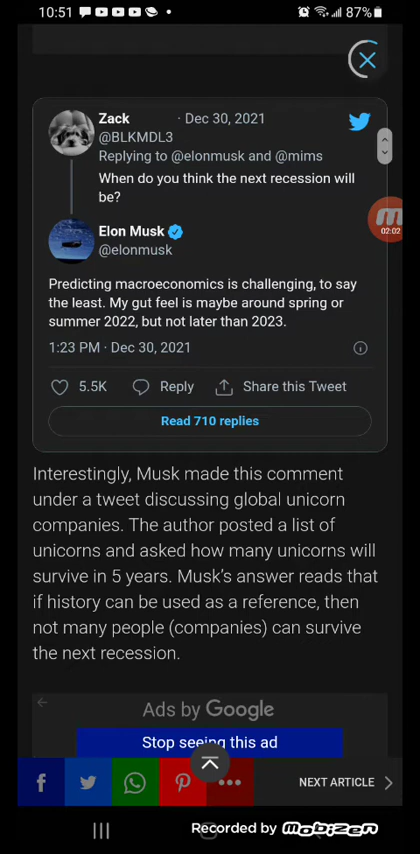 10:51
87%
Zack · Dec 30, 2021
@BLKMDL3
Replying to @elonmusk and @mims
When do you think the next recession will
be?
02:02
Elon Musk
@elonmusk
Predicting macroeconomics is challenging, to say
the least. My gut feel is maybe around spring or
summer 2022, but not later than 2023.
1:23 PM · Dec 30, 2021
5.5K Reply Share this Tweet
Read 710 replies
Interestingly, Musk made this comment
under a tweet discussing global unicorn
companies. The author posted a list of
unicorns and asked how many unicorns will
survive in 5 years. Musk's answer reads that
if history can be used as a reference, then
not many people (companies) can survive
the next recession.
Ads by Google
Stop seeing this ad
NEXT ARTICLE
Recorded by mobizen